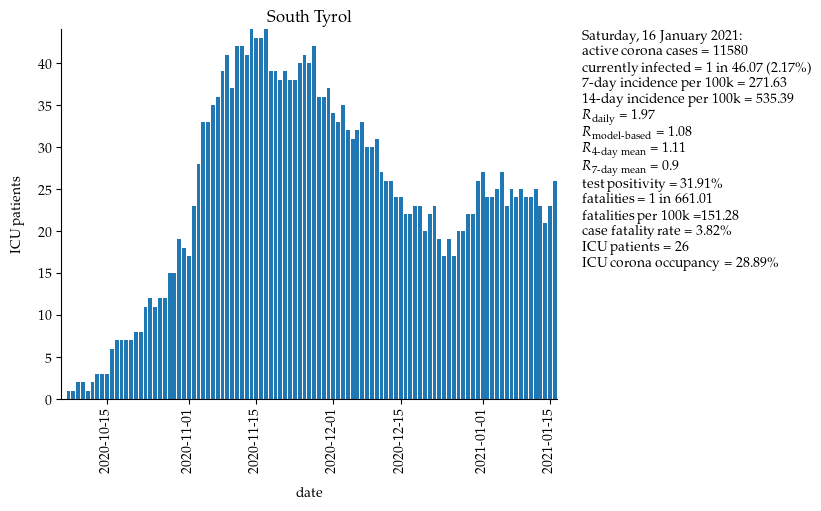 South Tyrol
ICU patients
40
35
30
25
20
15
10
5
0
2020-10-15
2020-11-01
2020-11-15
2020-12-01
2020-12-15
2021-01-01
2021-01-15
date
Saturday, 16 January 2021:
active corona cases = 11580
currently infected = 1 in 46.07 (2.17%)
7-day incidence per 100k = 271.63
14-day incidence per 100k = 535.39
R daily = 1.97
R model-based = 1.08
R 4-day mean = 1.11
R 7-day mean = 0.9
test positivity = 31.91%
fatalities = 1 in 661.01
fatalities per 100k =151.28
case fatality rate = 3.82%
ICU patients = 26
ICU corona occupancy = 28.89%